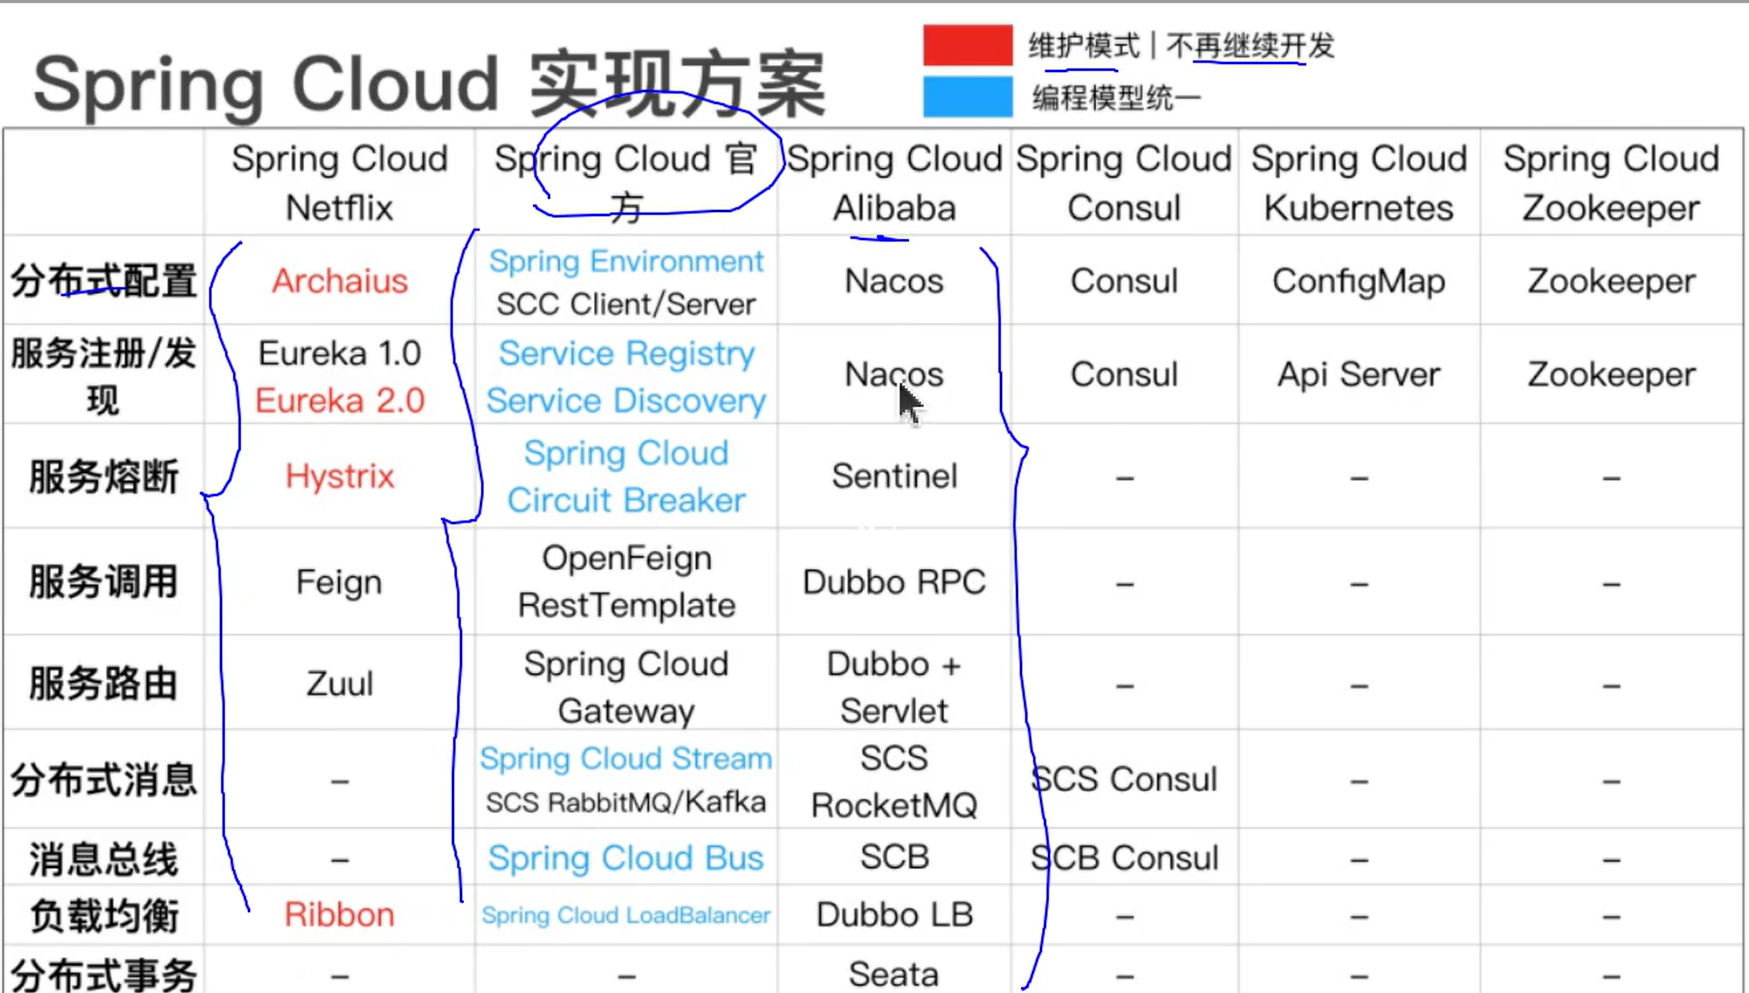 Spring Cloud 实现方案
维护模式 | 不再继续开发
编程模型统一
Spring Cloud Netflix
Spring Cloud 官方
Spring Cloud Alibaba
Spring Cloud Consul
Spring Cloud Kubernetes
Spring Cloud Zookeeper
分布式配置
Archaius
Spring Environment
SCC Client/Server
Nacos
Consul
ConfigMap
Zookeeper
服务注册/发现
Eureka 1.0
Eureka 2.0
Service Registry
Service Discovery
Nacos
Consul
Api Server
Zookeeper
服务熔断
Hystrix
Spring Cloud
Circuit Breaker
Sentinel
–
–
–
服务调用
Feign
OpenFeign
RestTemplate
Dubbo RPC
–
–
–
服务路由
Zuul
Spring Cloud
Gateway
Dubbo +
Servlet
–
–
–
分布式消息
–
Spring Cloud Stream
SCS RabbitMQ/Kafka
SCS
RocketMQ
SCS Consul
–
–
消息总线
–
Spring Cloud Bus
SCB
SCB Consul
–
–
负载均衡
Ribbon
Spring Cloud LoadBalancer
Dubbo LB
–
–
–
分布式事务
–
–
Seata
–
–
–